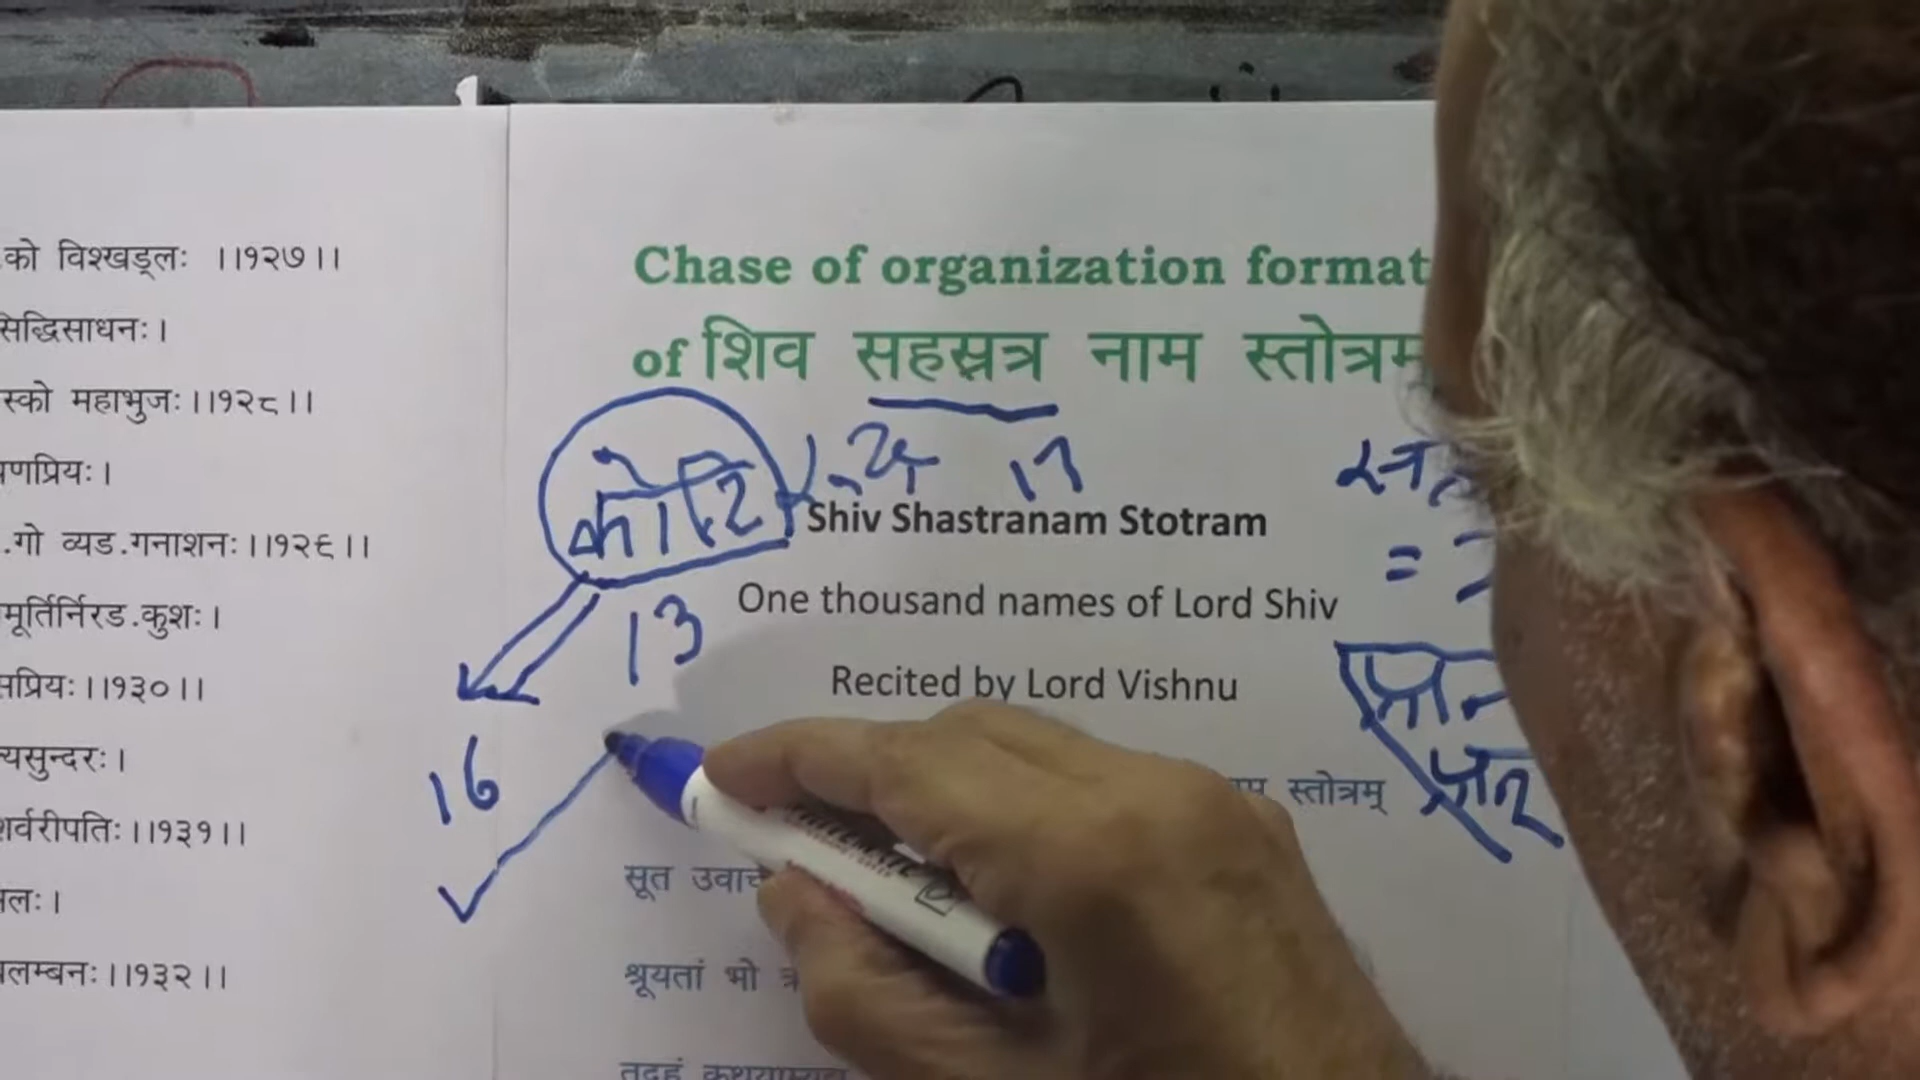 .को विश्खड्लः ।।१२७।।
सिद्धिसाधनः।
स्को महाभुजः।।१२८।।
णप्रियः।
.गो व्यड.गनाशनः।।१२६।।
मूर्तिर्निरड.कुशः।
सप्रियः।।१३०।।
यसुन्दरः।
शर्वरीपतिः।।१३१।।
लः।
लम्बनः।।१३२।।
Chase of organization format
of शिव सहस्रत्र नाम स्तोत्रम
कोटि
17
Shiv Shastranam Stotram
One thousand names of Lord Shiv
13
Recited by Lord Vishnu
16
स्तोत्रम्
सूत उवाच
श्रूयतां भो